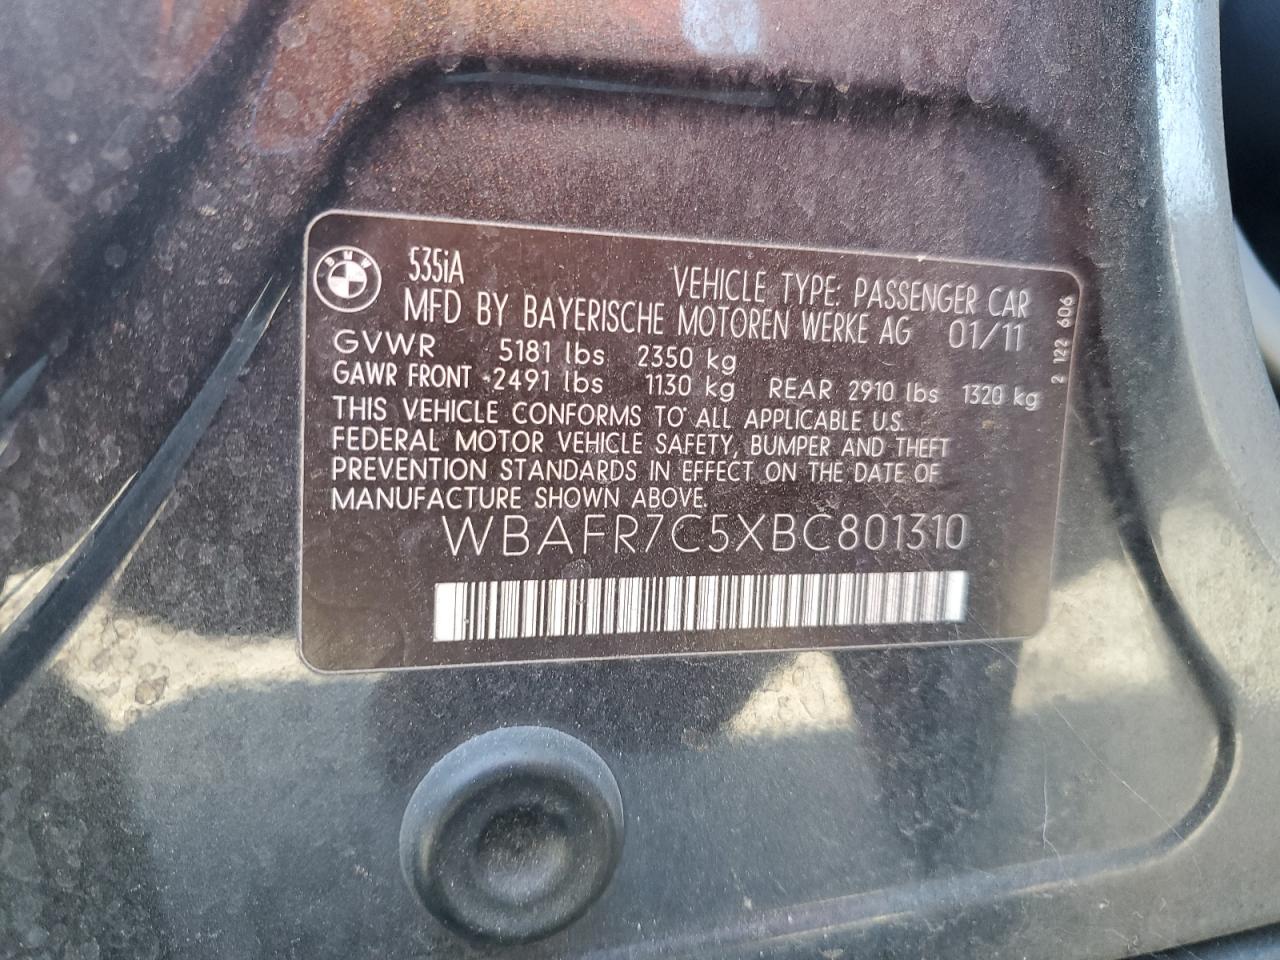 BMW
535iA
VEHICLE TYPE: PASSENGER CAR
MFD BY BAYERISCHE MOTOREN WERKE AG 01/11
GVWR 5181 lbs 2350 kg
GAWR FRONT 2491 lbs 1130 kg REAR 2910 lbs 1320 kg
THIS VEHICLE CONFORMS TO ALL APPLICABLE U.S.
FEDERAL MOTOR VEHICLE SAFETY, BUMPER AND THEFT
PREVENTION STANDARDS IN EFFECT ON THE DATE OF
MANUFACTURE SHOWN ABOVE.
WBAFR7C5XBC801310
2 122 606